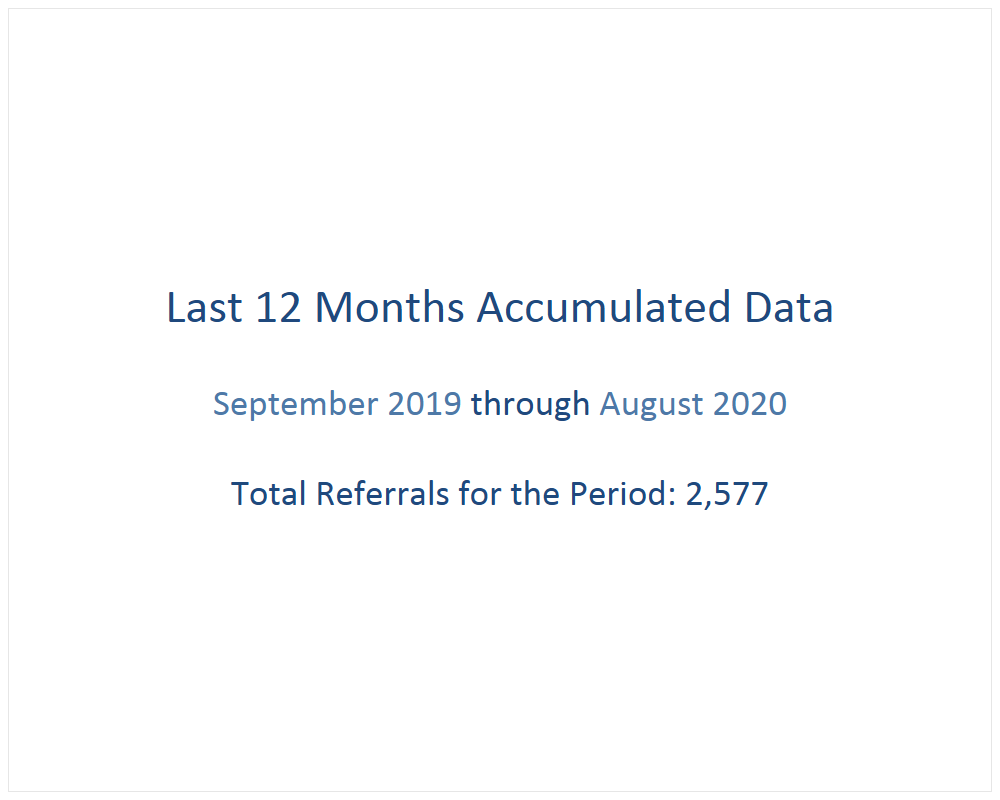 Last 12 Months Accumulated Data
September 2019 through August 2020
Total Referrals for the Period: 2,577